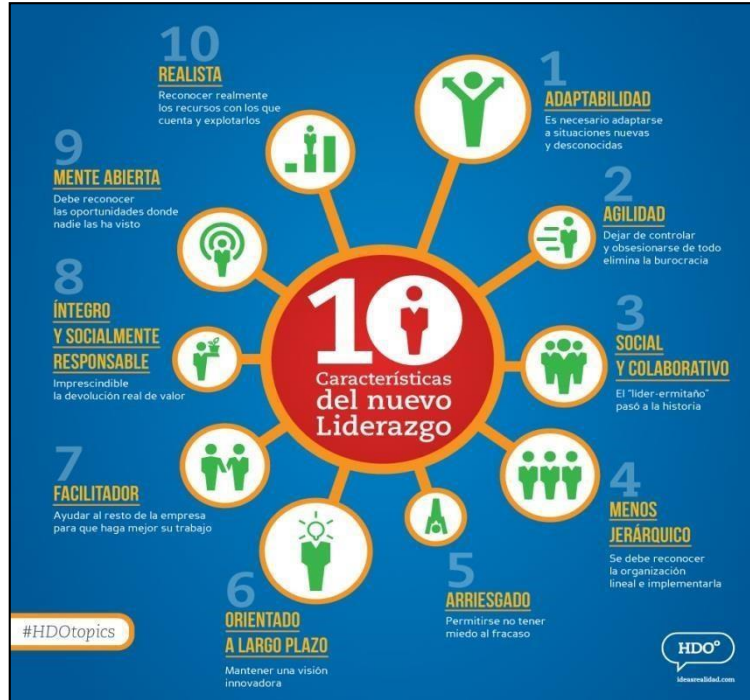 10
Características
del nuevo
Liderazgo
1
ADAPTABILIDAD
Es necesario adaptarse
a situaciones nuevas
y desconocidas
2
AGILIDAD
Dejar de controlar
y obsesionarse de todo
elimina la burocracia
3
SOCIAL
Y COLABORATIVO
El "lider-ermitaño"
pasó a la historia
4
MENOS
JERÁRQUICO
Se debe reconocer
la organización
lineal e implementarla
5
ARRIESGADO
Permitirse no tener
miedo al fracaso
6
ORIENTADO
A LARGO PLAZO
Mantener una visión
innovadora
7
FACILITADOR
Ayudar al resto de la empresa
para que haga mejor su trabajo
8
ÍNTEGRO
Y SOCIALMENTE
RESPONSABLE
Imprescindible
la devolución real de valor
9
MENTE ABIERTA
Debe reconocer
las oportunidades donde
nadie las ha visto
10
REALISTA
Reconocer realmente
los recursos con los que
cuenta y explotarlos
#HDOtopics
HDO°
ideasrealidad.com